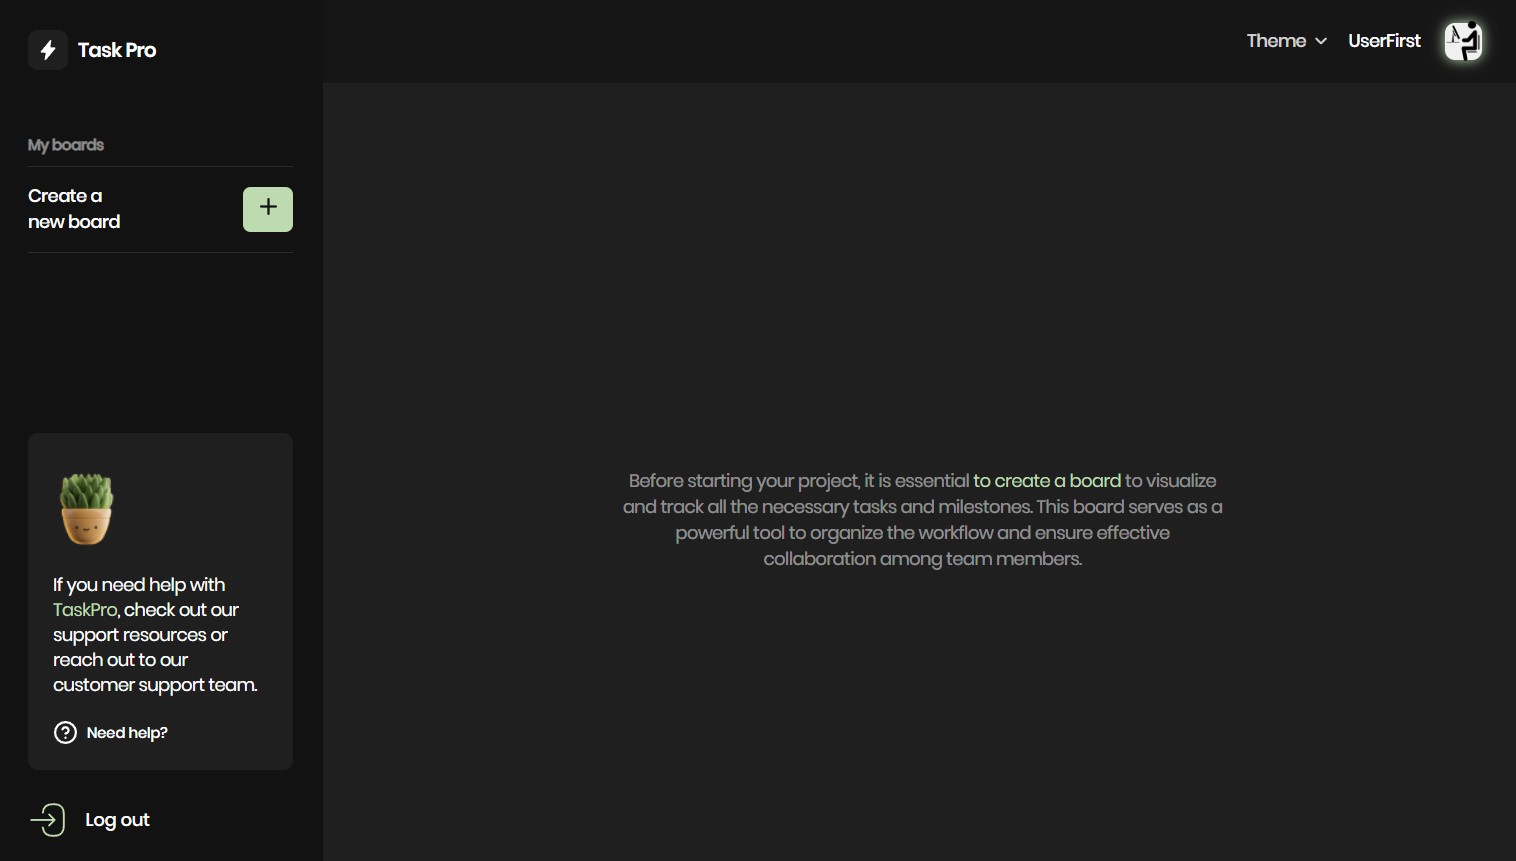 Task Pro
Theme
UserFirst
My boards
Create a
new board
Before starting your project, it is essential to create a board to visualize
and track all the necessary tasks and milestones. This board serves as a
powerful tool to organize the workflow and ensure effective
collaboration among team members.
If you need help with
TaskPro, check out our
support resources or
reach out to our
customer support team.
Need help?
Log out